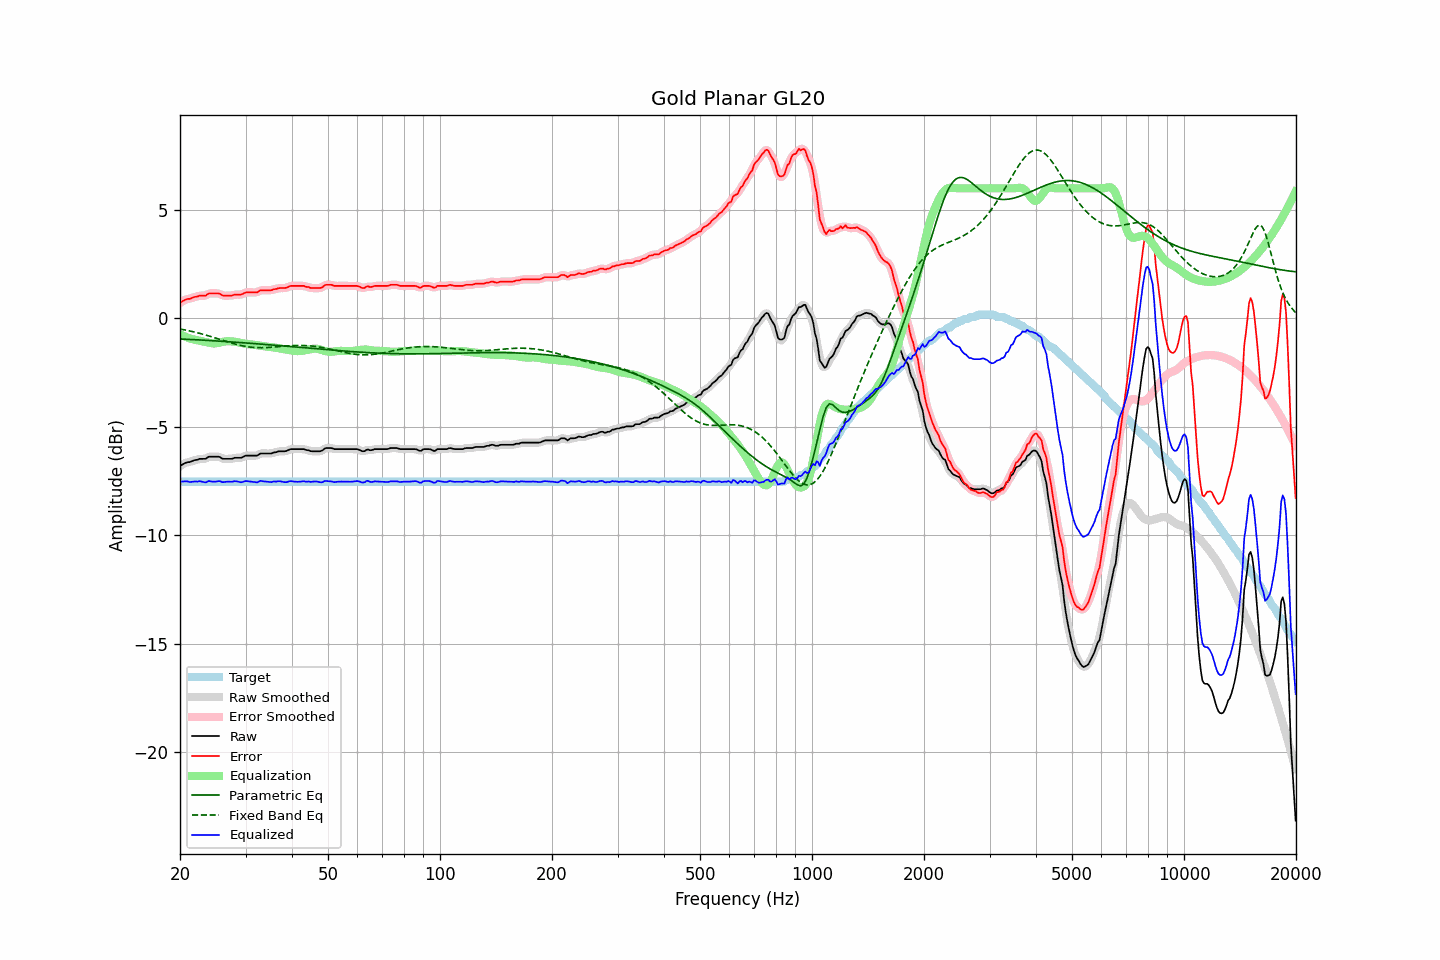 Gold Planar GL20
Amplitude (dBr)
5
0
−5
−10
−15
−20
Target
Raw Smoothed
Error Smoothed
Raw
Error
Equalization
Parametric Eq
Fixed Band Eq
Equalized
20 50 100 200 500 1000 2000 5000 10000 20000
Frequency (Hz)